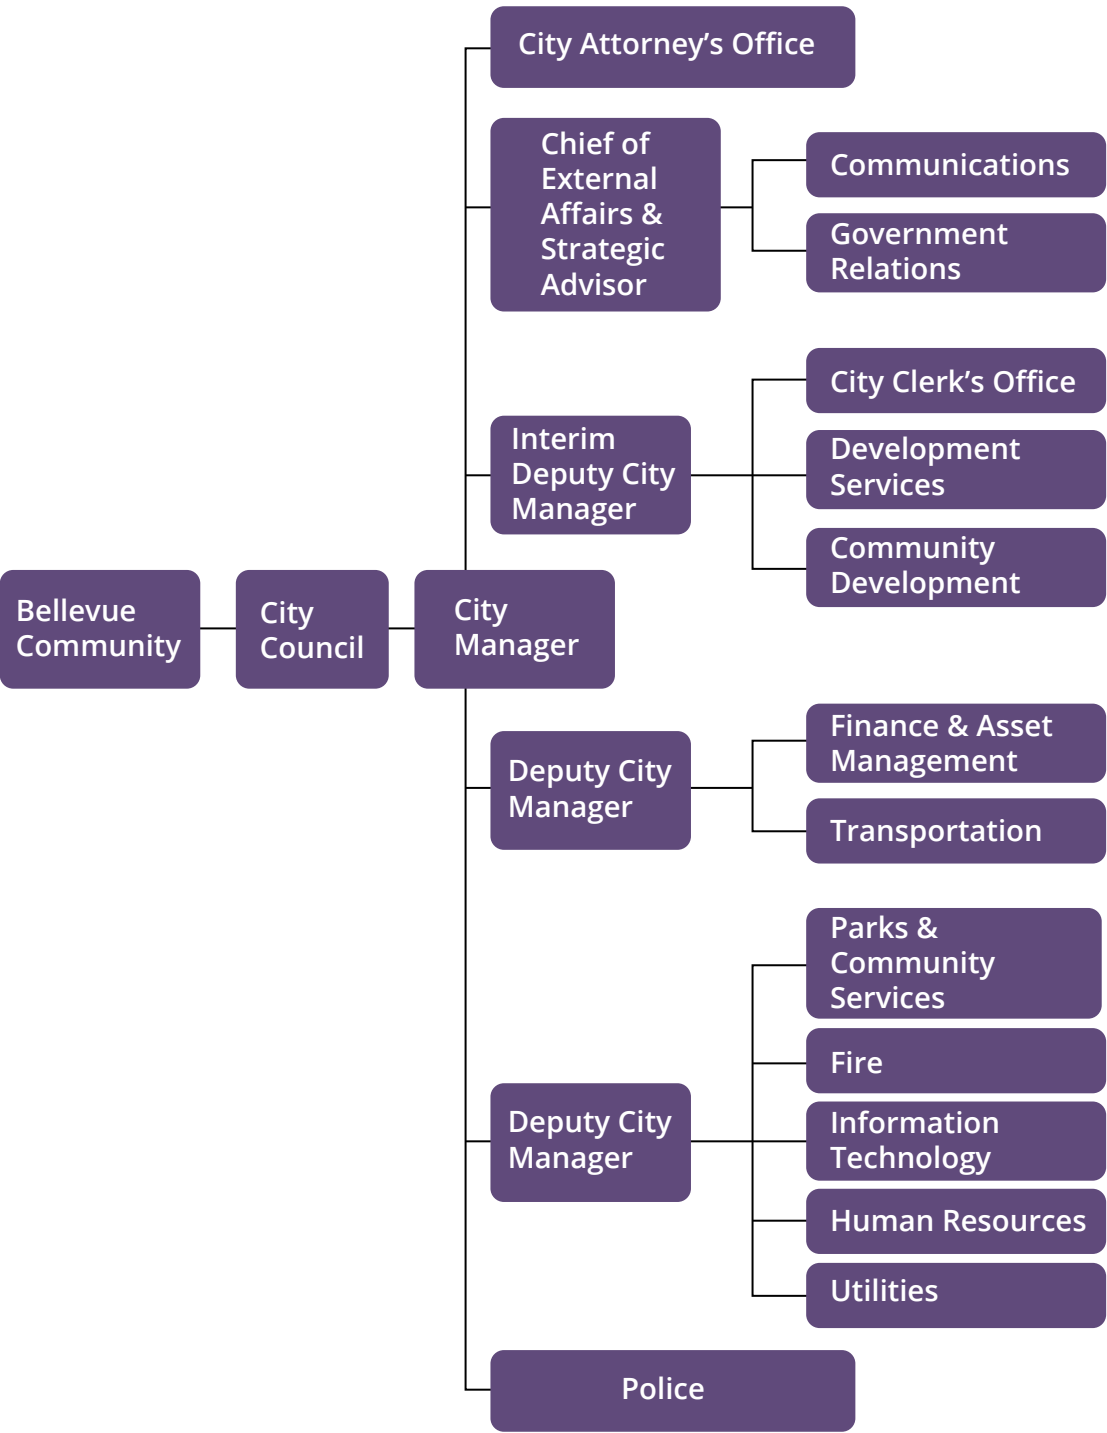 City Attorney’s Office
Chief of
External
Affairs &
Strategic
Advisor
Communications
Government
Relations
Interim
Deputy City
Manager
City Clerk’s Office
Development
Services
Community
Development
Bellevue
Community
City
Council
City
Manager
Deputy City
Manager
Finance & Asset
Management
Transportation
Deputy City
Manager
Parks &
Community
Services
Fire
Information
Technology
Human Resources
Utilities
Police